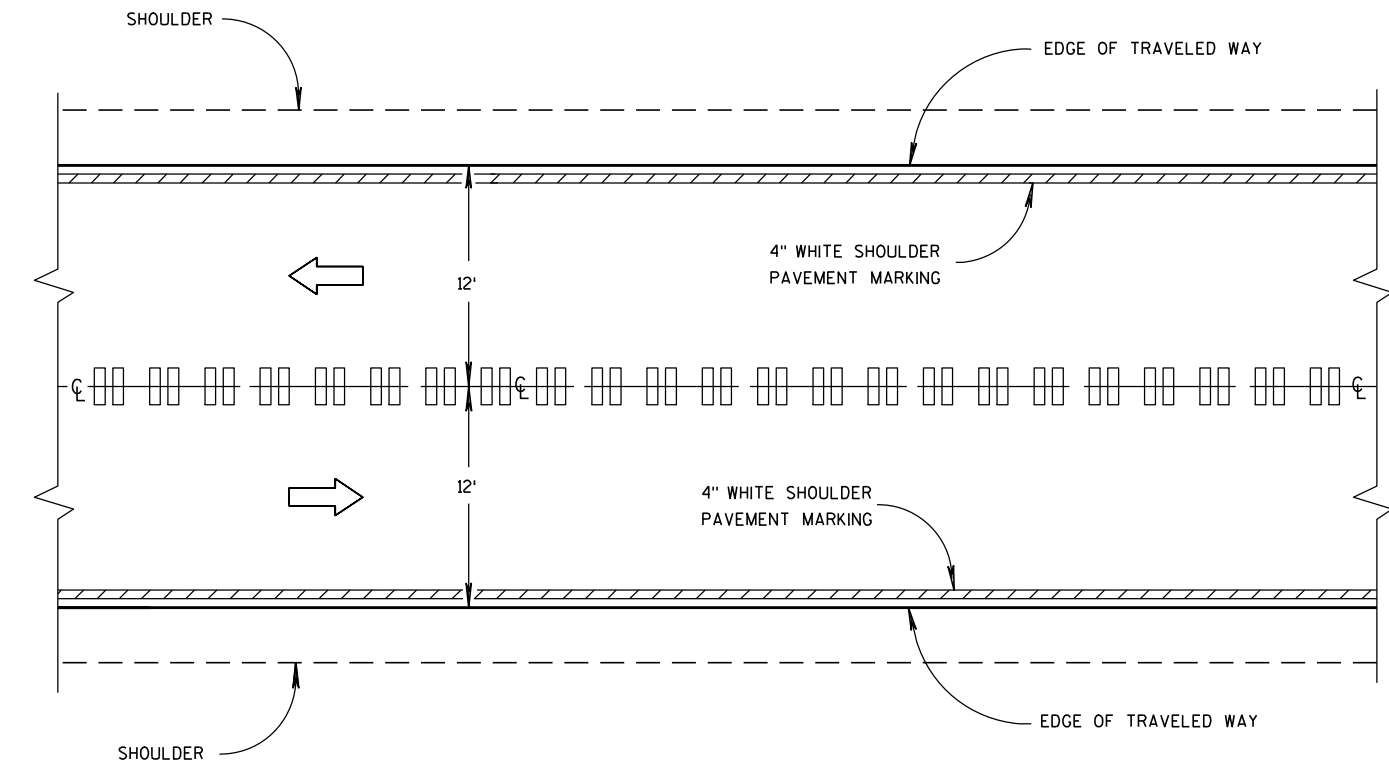 SHOULDER
EDGE OF TRAVELED WAY
4" WHITE SHOULDER
PAVEMENT MARKING
12'
℄ ℄ ℄
12'
4" WHITE SHOULDER
PAVEMENT MARKING
EDGE OF TRAVELED WAY
SHOULDER